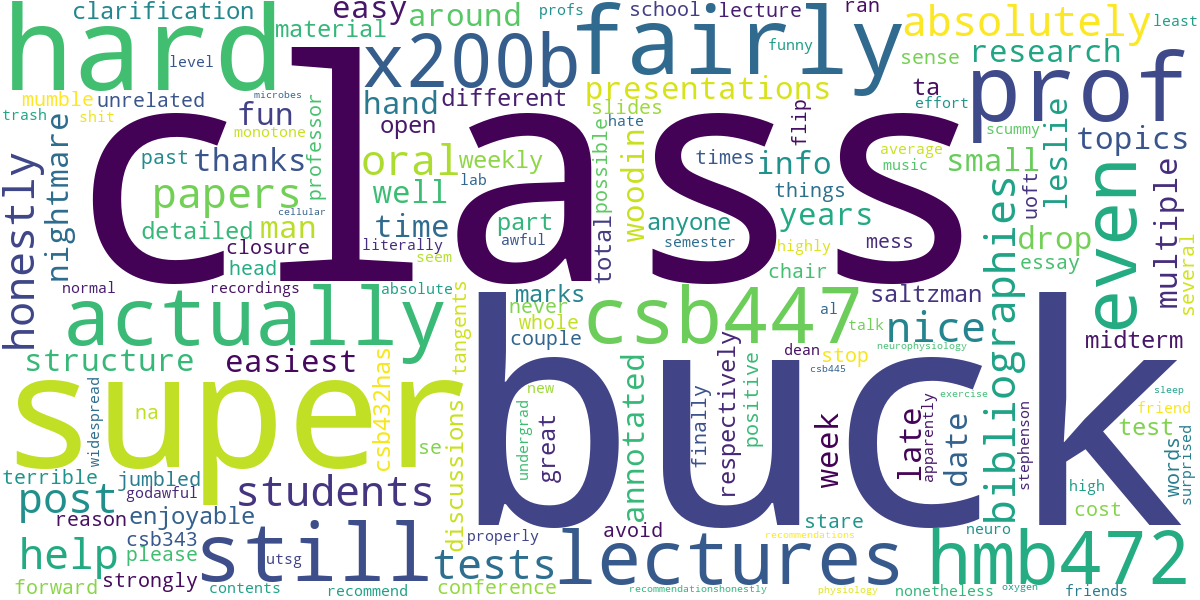 clarification
easy
around
profs
school
lecture
ran
absolutely
least
hard
material
x200b
fairly
funny
sense
research
prof
level
mumble
unrelated
microbes
fun
monotone
hand
different
presentations
slides
hate
flip
ta
effort
scummy
trash
shit
open
average
music
topics
nightmare
past
thanks
professor
oral
weekly
lab
possible
woodin
times
info
things
small
leslie
uoft
class
honestly
papers
cellular
well
detailed
man
time
part
awful
total
anyone
semester
years
mess
highly
bibliographies
drop
essay
even
multiple
several
closure
head
literally
seem
chair
normal
recordings
absolute
actually
tangents
marks
never
whole
couple
csb447
al
talk
saltzman
nice
midterm
structure
easiest
csb432has
annotated
respectively
positive
dean
stop
csb445
neurophysiology
super
na
widespread
se
discussions
new
undergrad
great
finally
buck
week
late
apparently
date
exercise
stephenson
sleep
friend
test
words
surprised
terrible
jumbled
godawful
post
students
reason
enjoyable
properly
avoid
stare
high
cost
neuro
csb343
help
please
still
utsg
tests
lectures
recommendations
hmb472
forward
strongly
contents
recommend
conference
recommendationshonestly
physiology
nonetheless
oxygen
friends